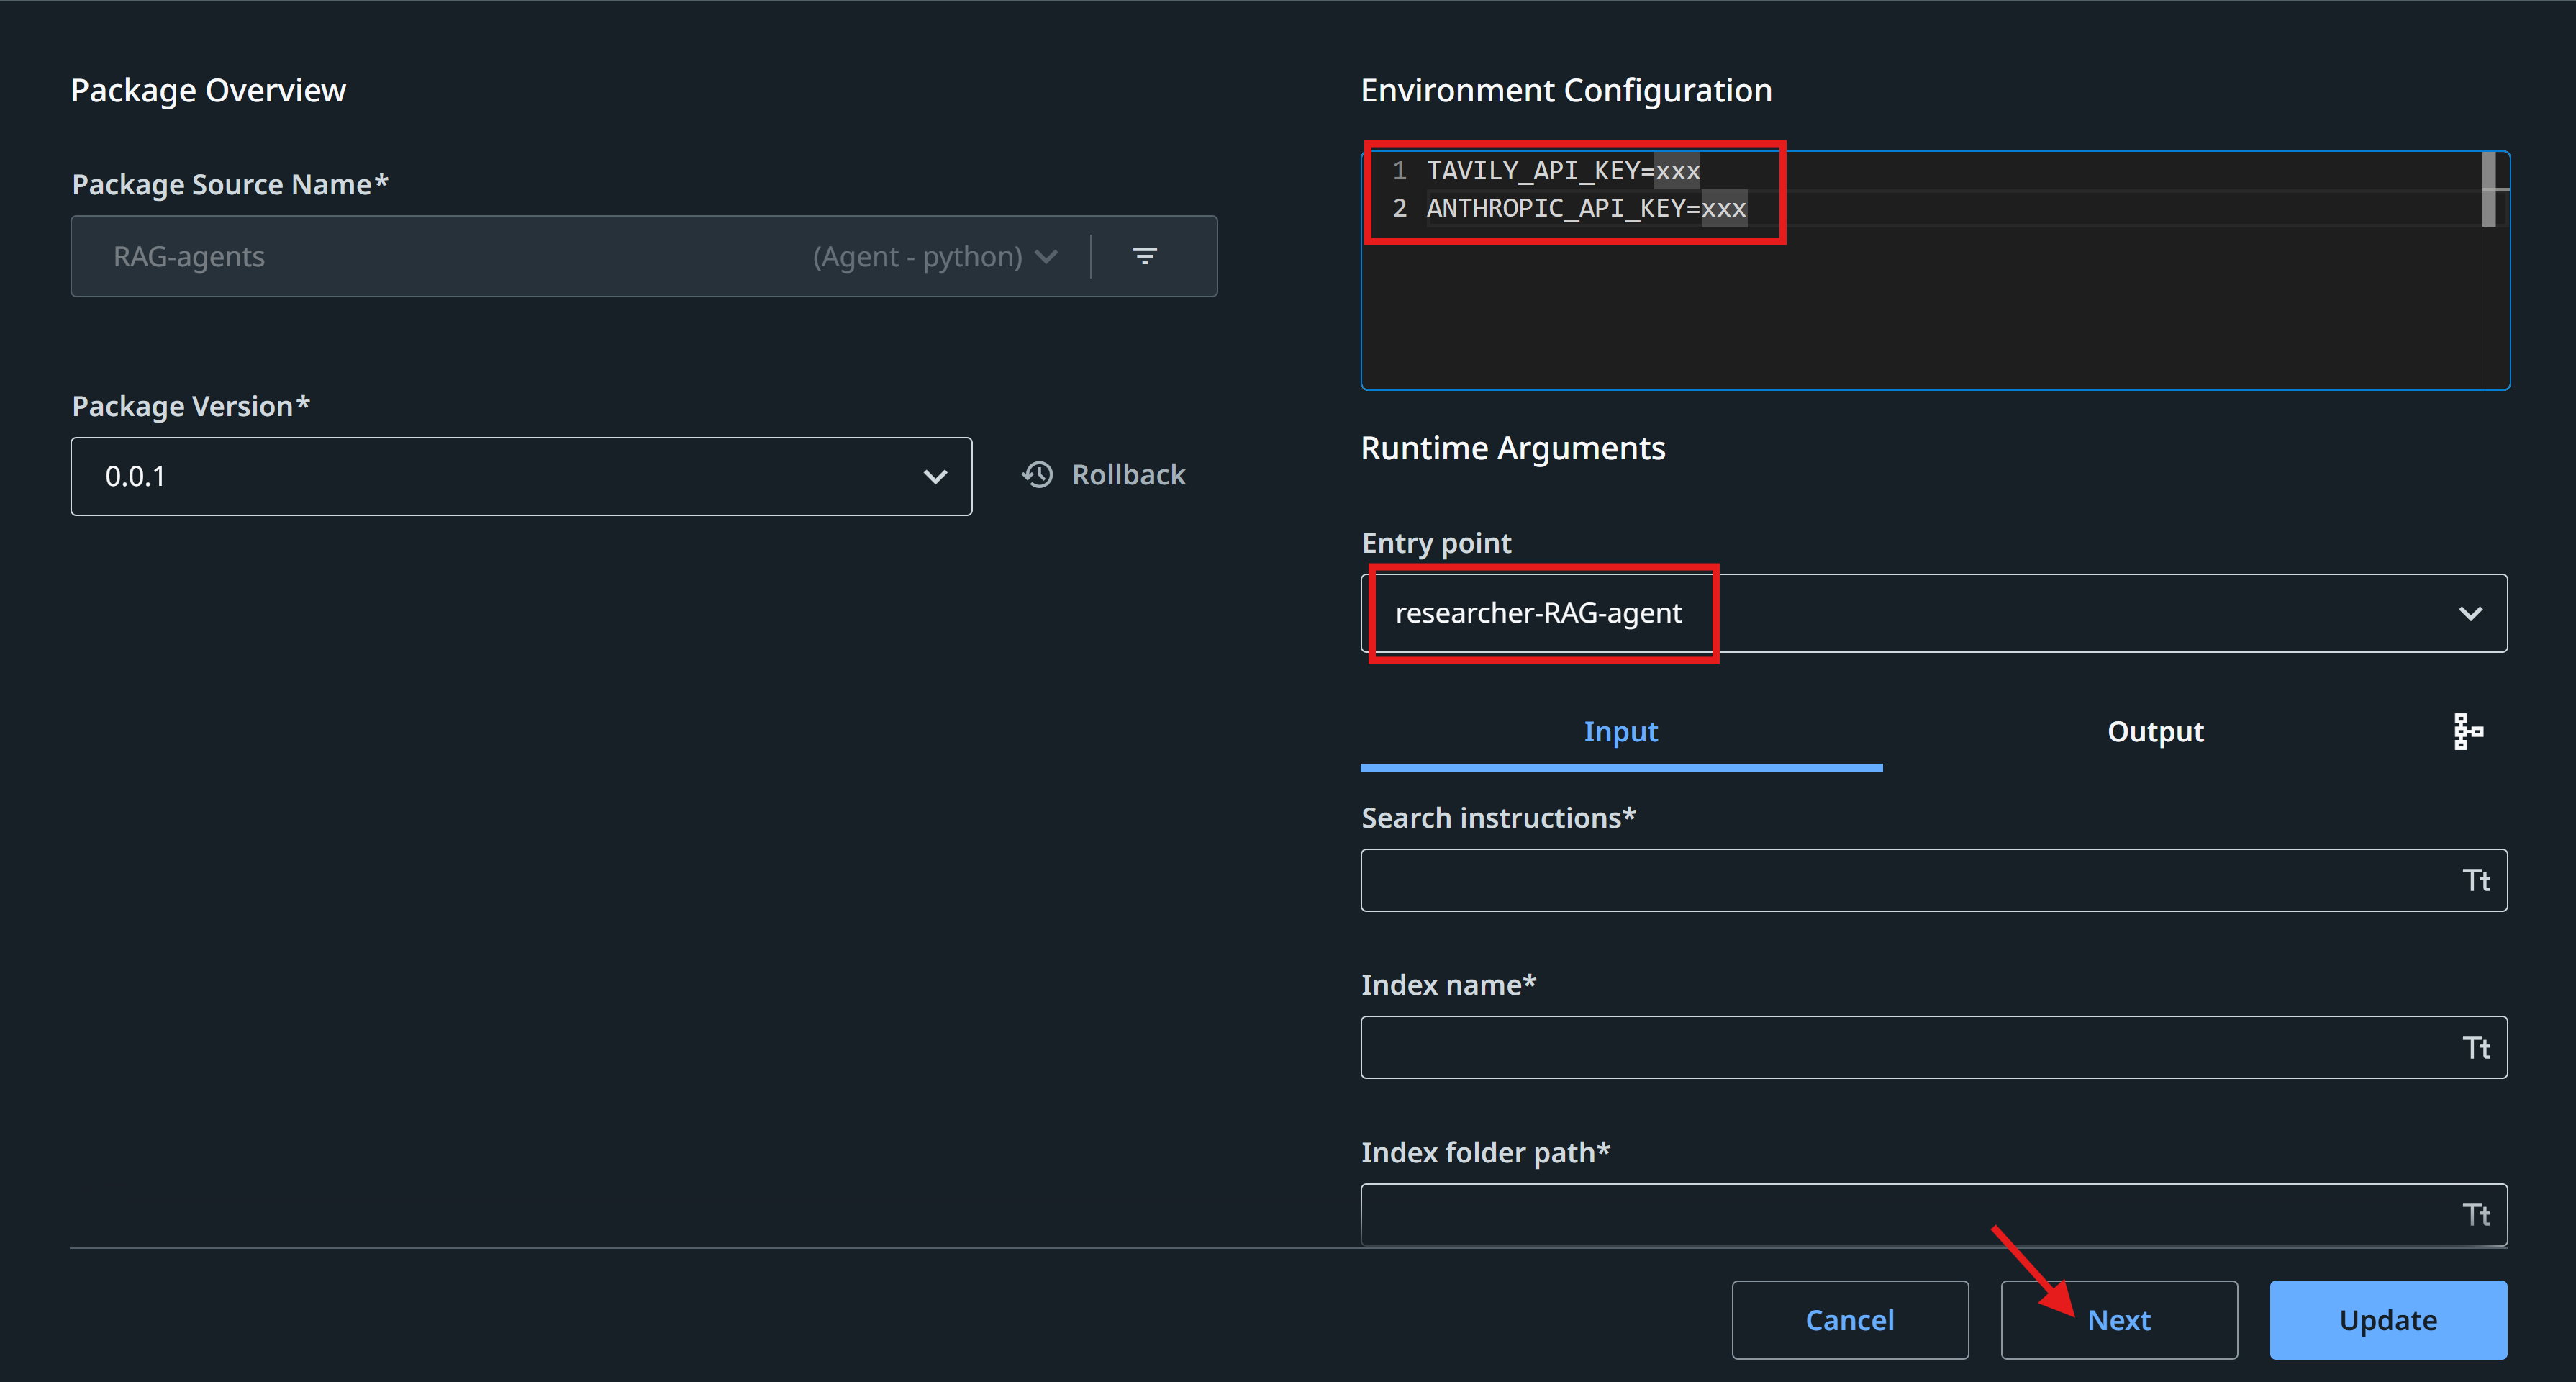 Package Overview
Package Source Name*
RAG-agents (Agent - python)
Package Version*
0.0.1 Rollback
Environment Configuration
1 TAVILY_API_KEY=xxx
2 ANTHROPIC_API_KEY=xxx
Runtime Arguments
Entry point
researcher-RAG-agent
Input Output
Search instructions*
Tt
Index name*
Tt
Index folder path*
Tt
Cancel Next Update